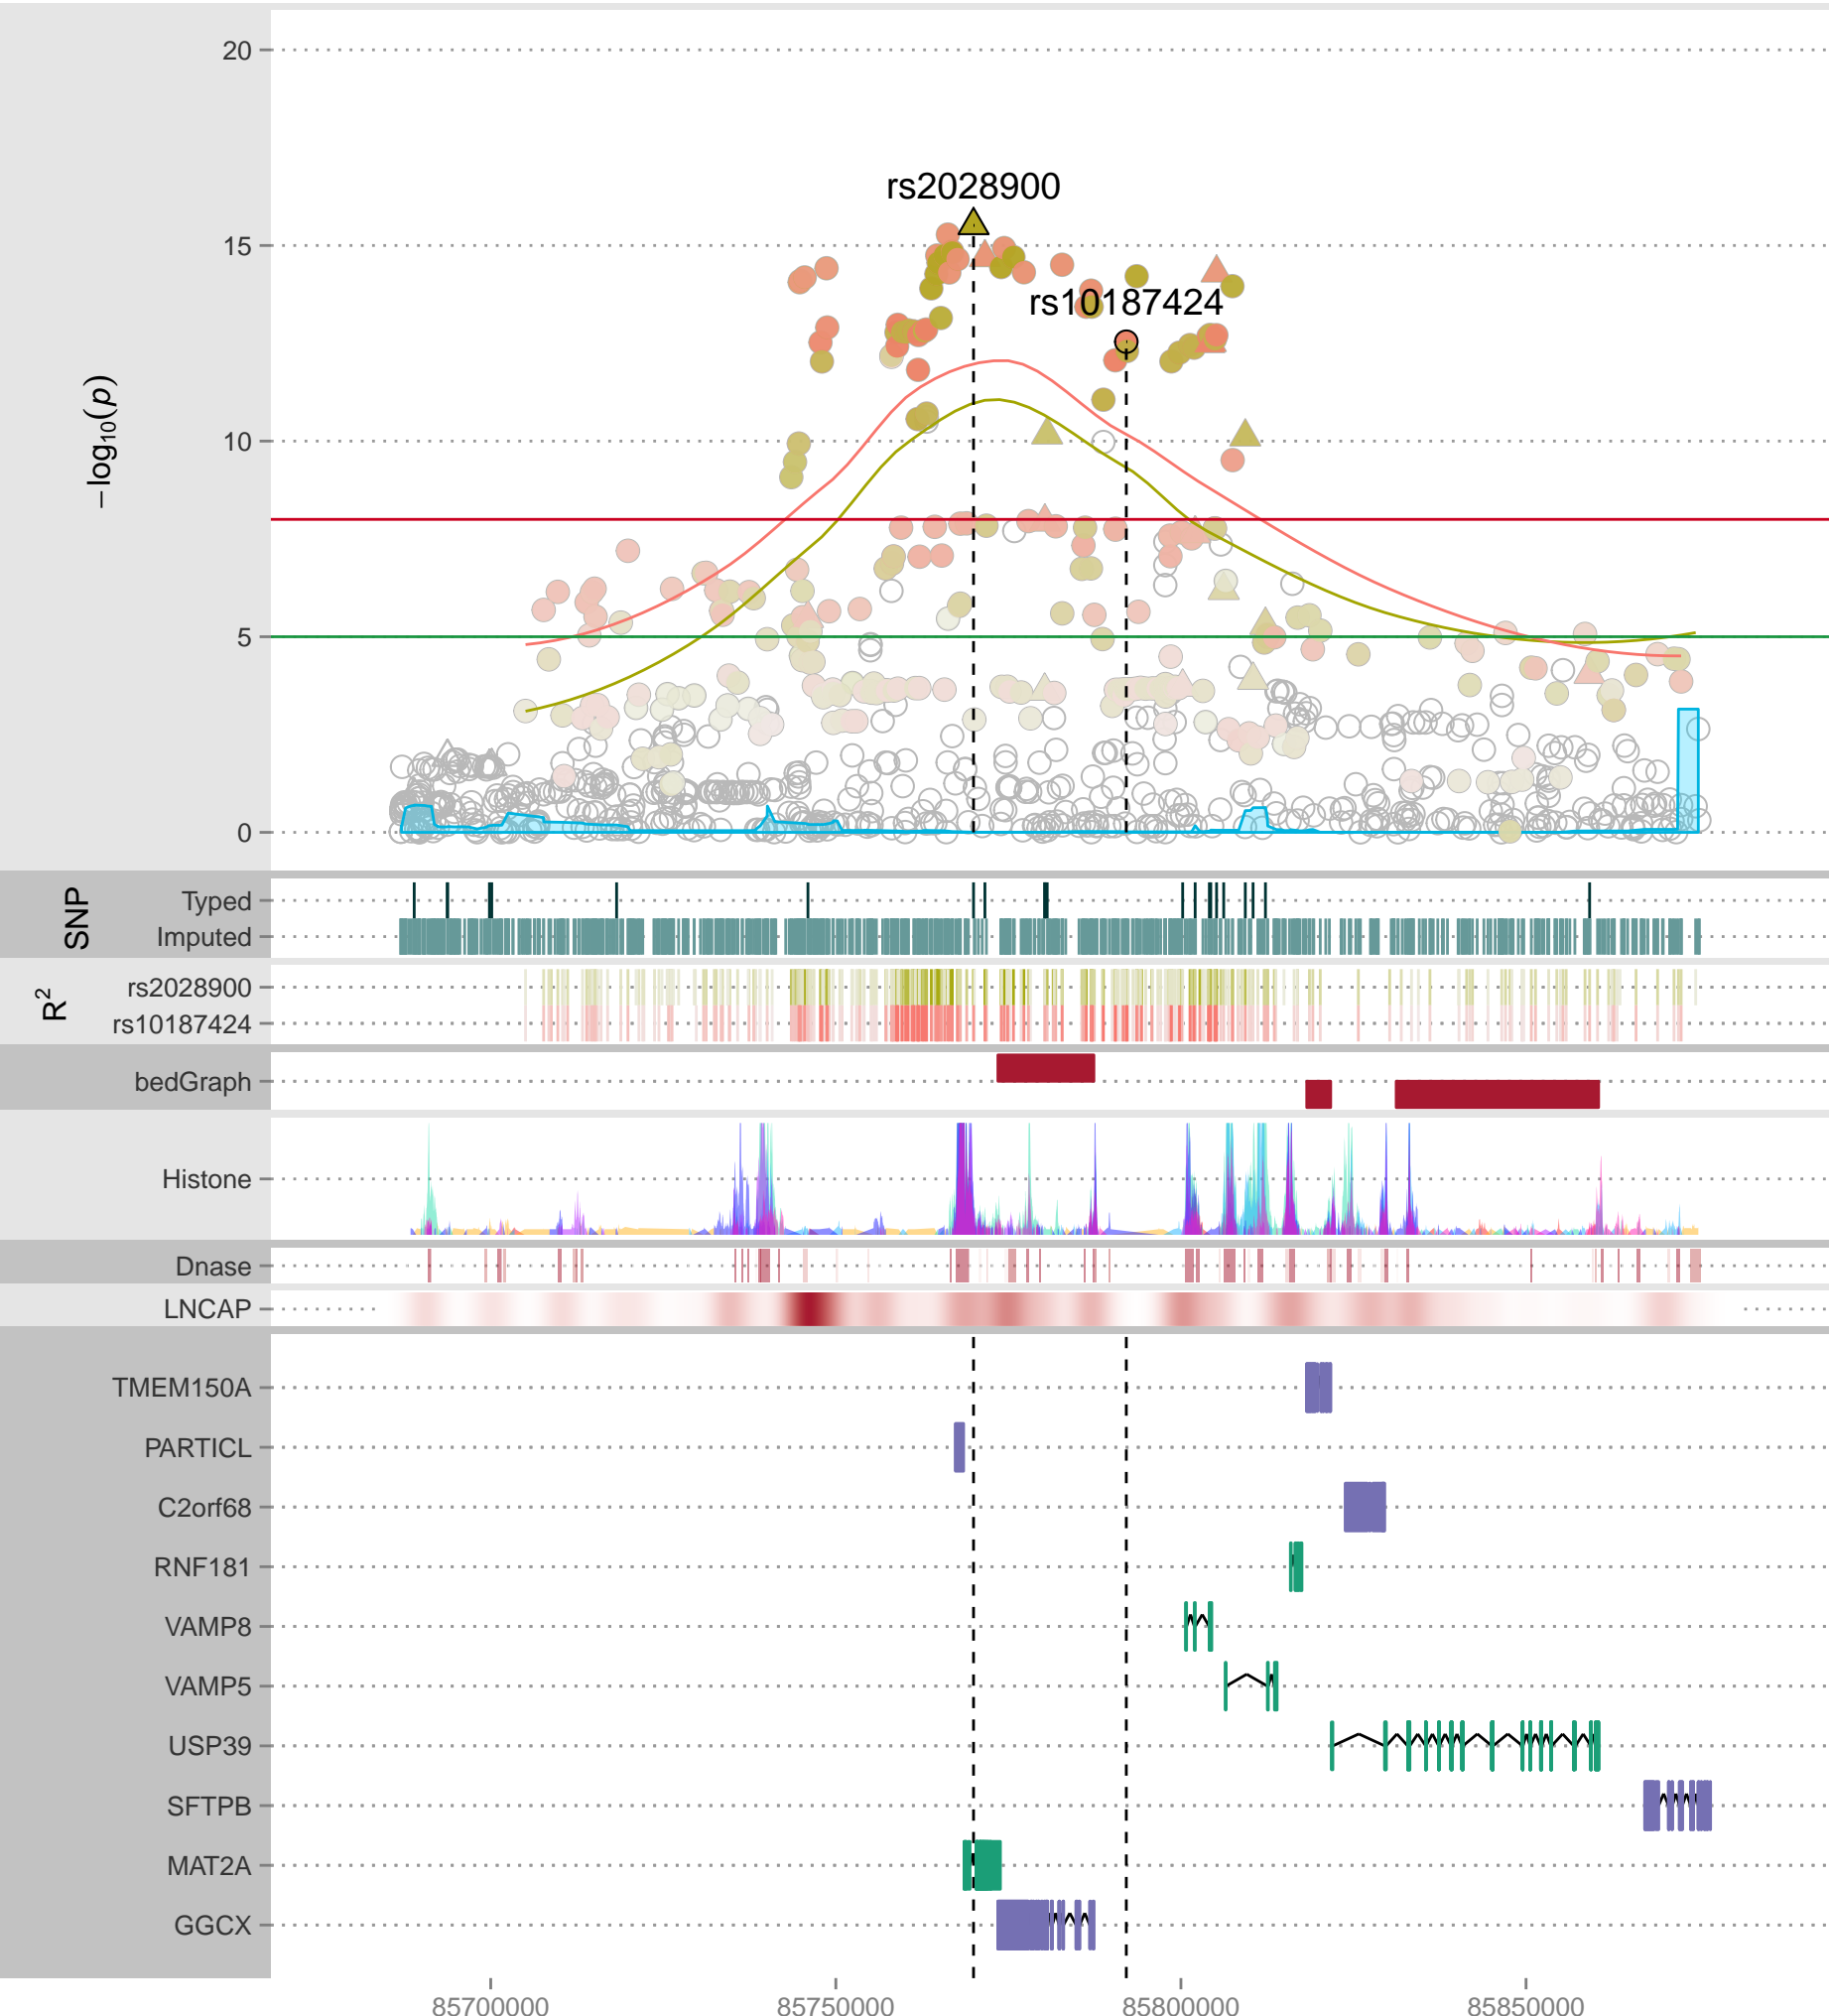 20
15
10
5
0
−log10(p)
rs2028900
rs10187424
SNP
Typed
Imputed
R2
rs2028900
rs10187424
bedGraph
Histone
Dnase
LNCAP
TMEM150A
PARTICL
C2orf68
RNF181
VAMP8
VAMP5
USP39
SFTPB
MAT2A
GGCX
85700000 85750000 85800000 85850000